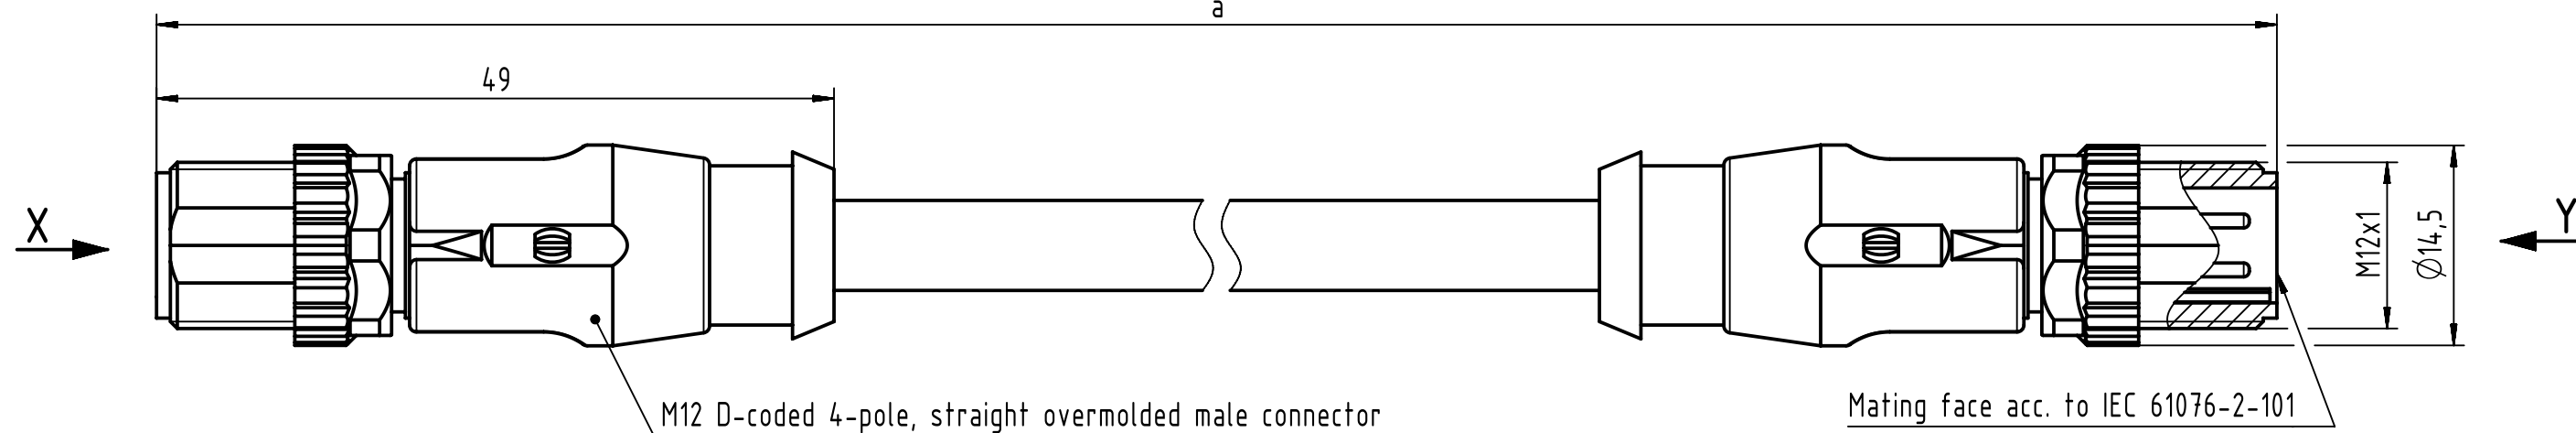 a
49
X
Y
M12x1
Ø14,5
M12 D-coded 4-pole, straight overmolded male connector
Mating face acc. to IEC 61076-2-101